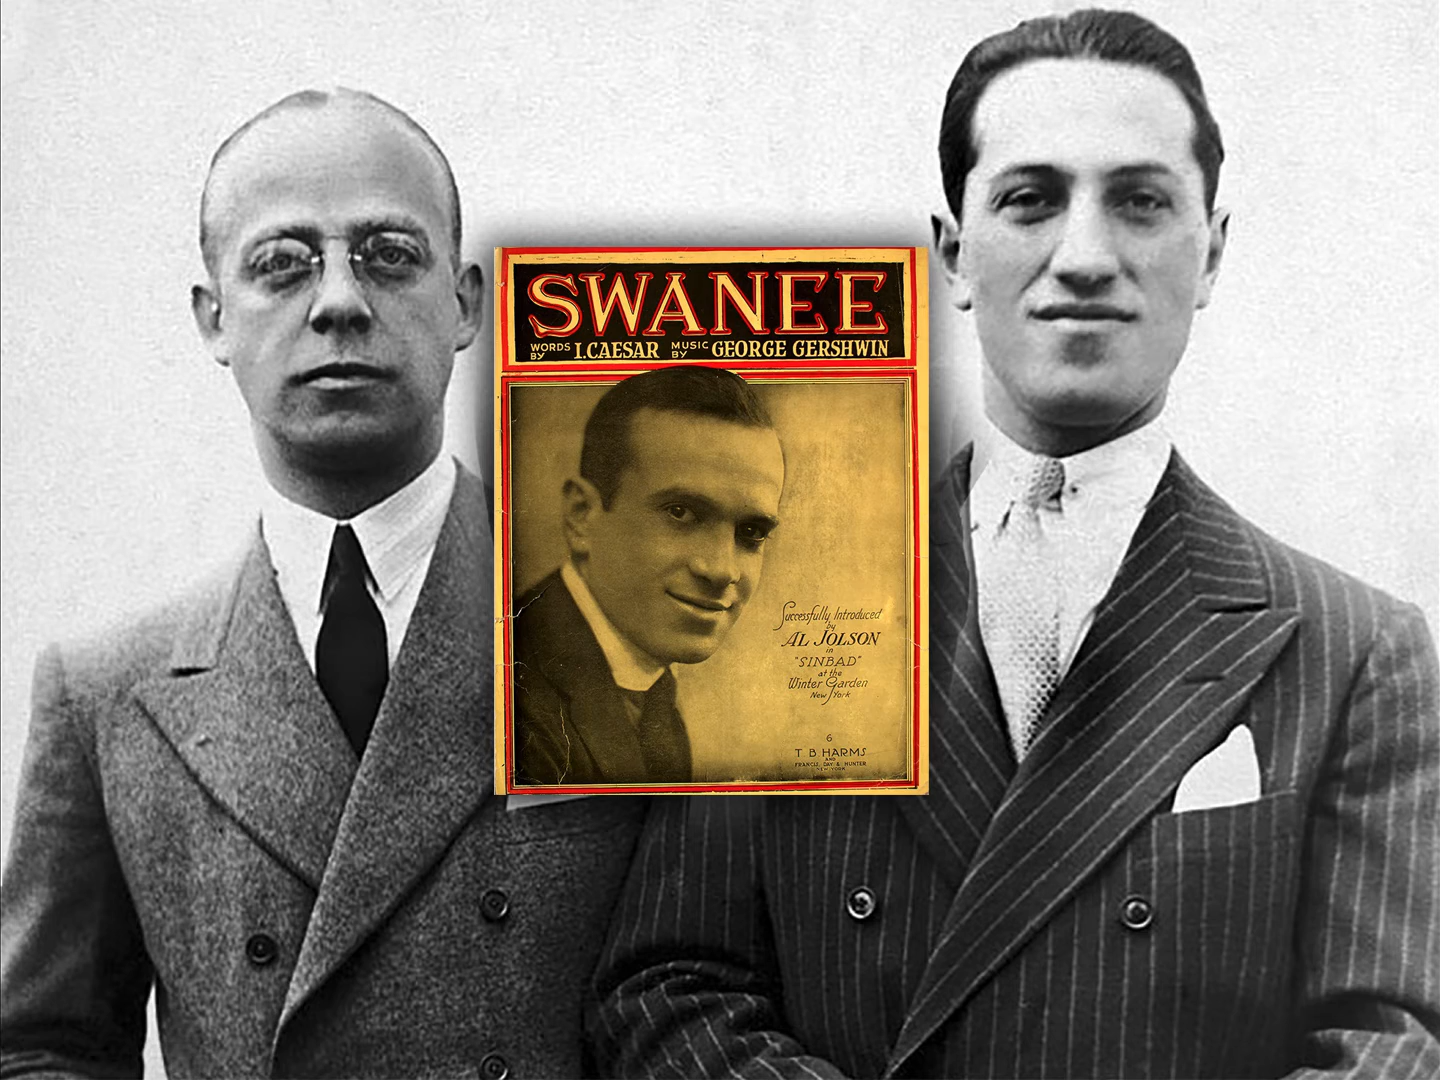 SWANEE
WORDS BY I. CAESAR MUSIC BY GEORGE GERSHWIN
Successfully Introduced
by
AL JOLSON
in
"SINBAD"
at the
Winter Garden
New York
6
T B HARMS
AND
FRANCIS, DAY & HUNTER
NEW YORK